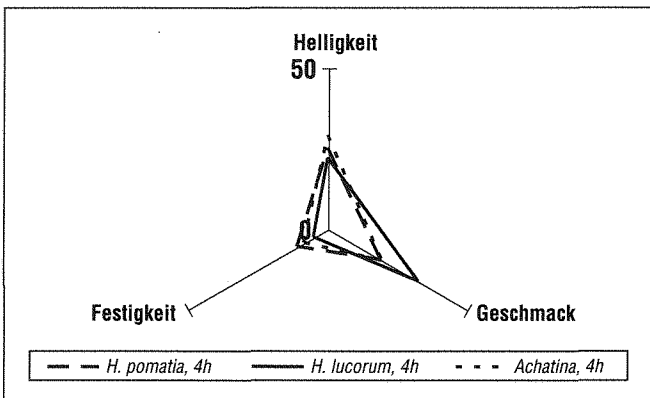 Helligkeit
50
0
Festigkeit
Geschmack
H. pomatia, 4h
H. lucorum, 4h
Achatina, 4h